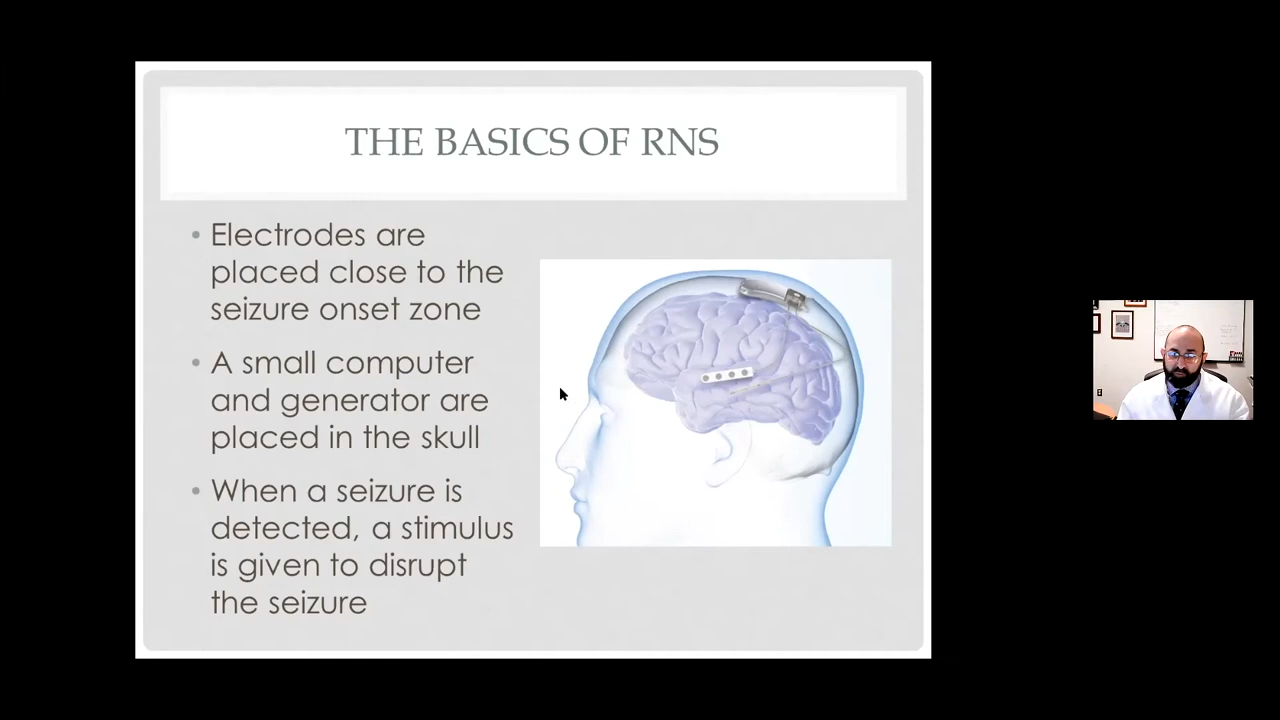 THE BASICS OF RNS
• Electrodes are
placed close to the
seizure onset zone
• A small computer
and generator are
placed in the skull
• When a seizure is
detected, a stimulus
is given to disrupt
the seizure